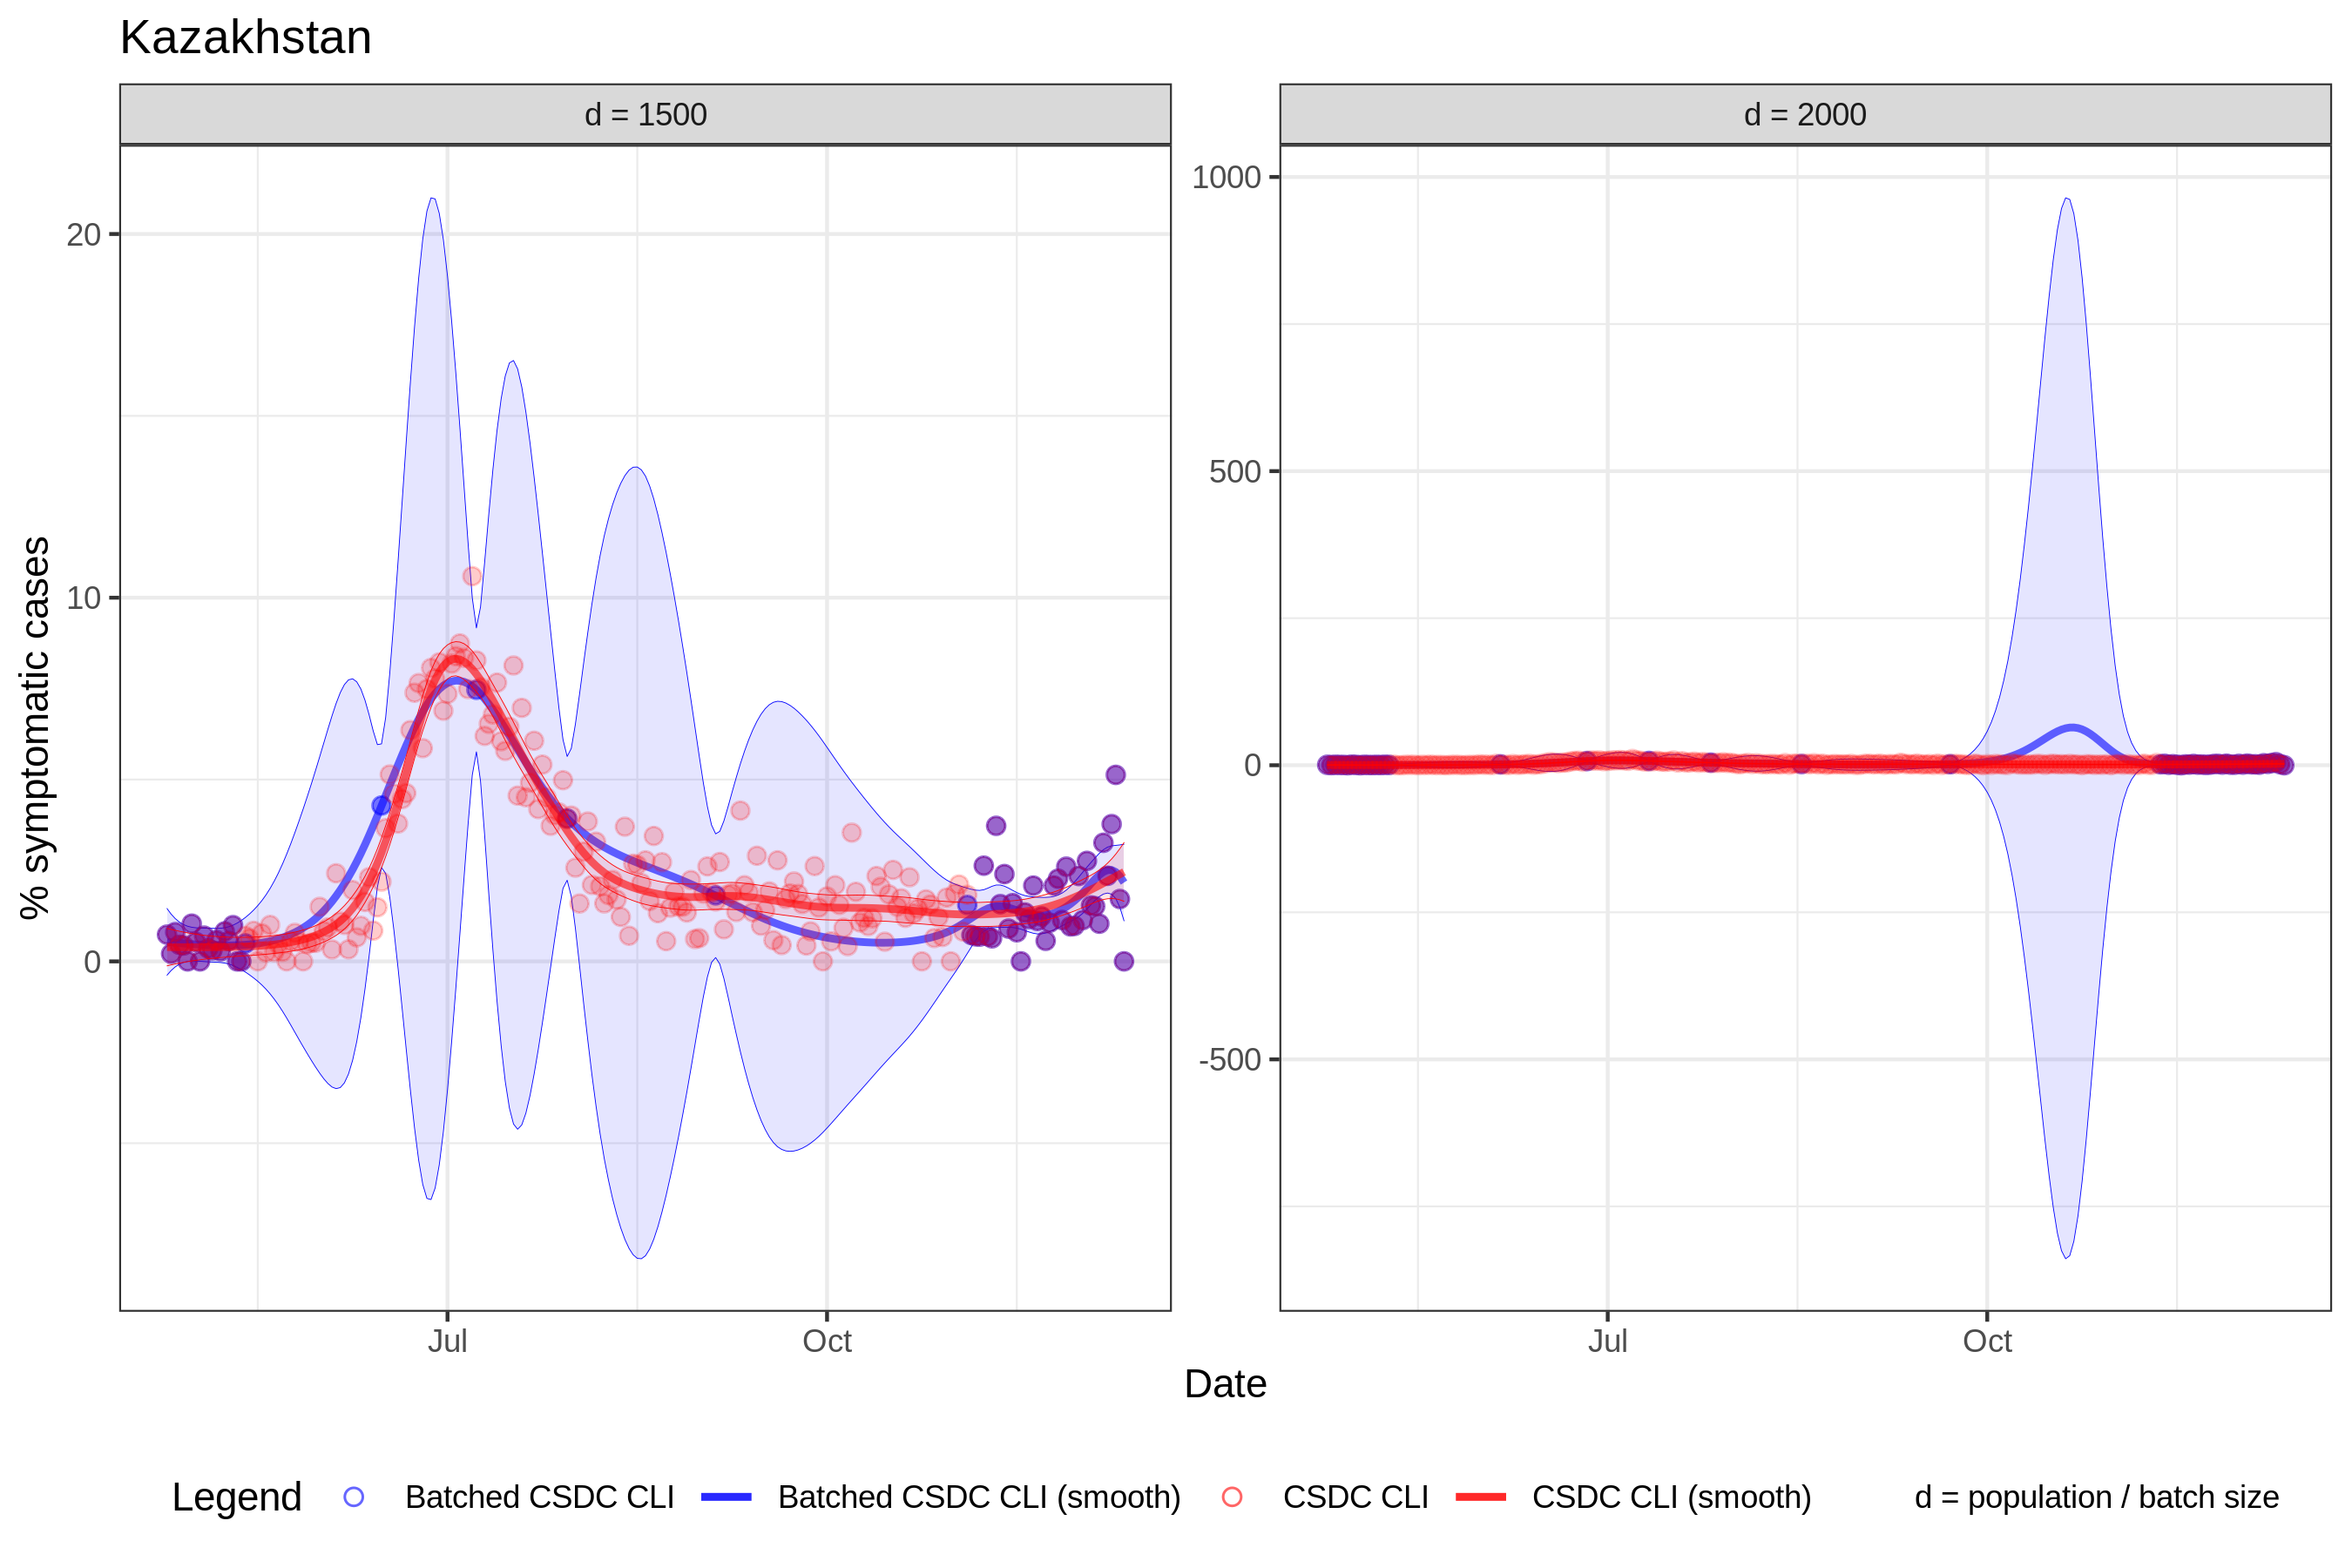 Kazakhstan
d = 1500
d = 2000
% symptomatic cases
20
10
0
1000
500
0
-500
Jul
Oct
Jul
Oct
Date
Legend
Batched CSDC CLI
Batched CSDC CLI (smooth)
CSDC CLI
CSDC CLI (smooth)
d = population / batch size